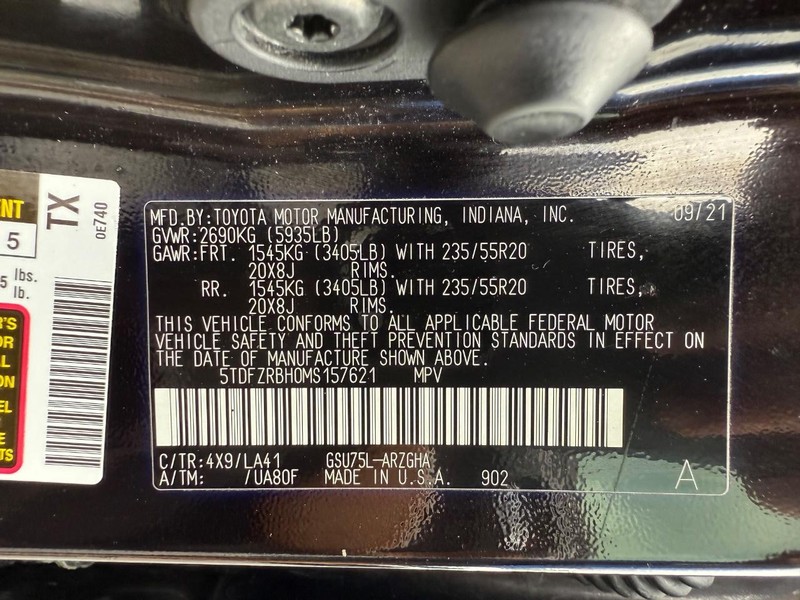 MFD.BY:TOYOTA MOTOR MANUFACTURING, INDIANA, INC. 09/21
GVWR:2690KG (5935LB)
GAWR:FRT. 1545KG (3405LB) WITH 235/55R20 TIRES,
20X8J RIMS.
RR. 1545KG (3405LB) WITH 235/55R20 TIRES,
20X8J RIMS.
THIS VEHICLE CONFORMS TO ALL APPLICABLE FEDERAL MOTOR
VEHICLE SAFETY AND THEFT PREVENTION STANDARDS IN EFFECT ON
THE DATE OF MANUFACTURE SHOWN ABOVE.
5TDFZRBH0MS157621 MPV
C/TR:4X9/LA41 GSU75L-ARZGHA
A/TM: /UA80F MADE IN U.S.A. 902
A
TX
0E740
5
lbs.
lb.